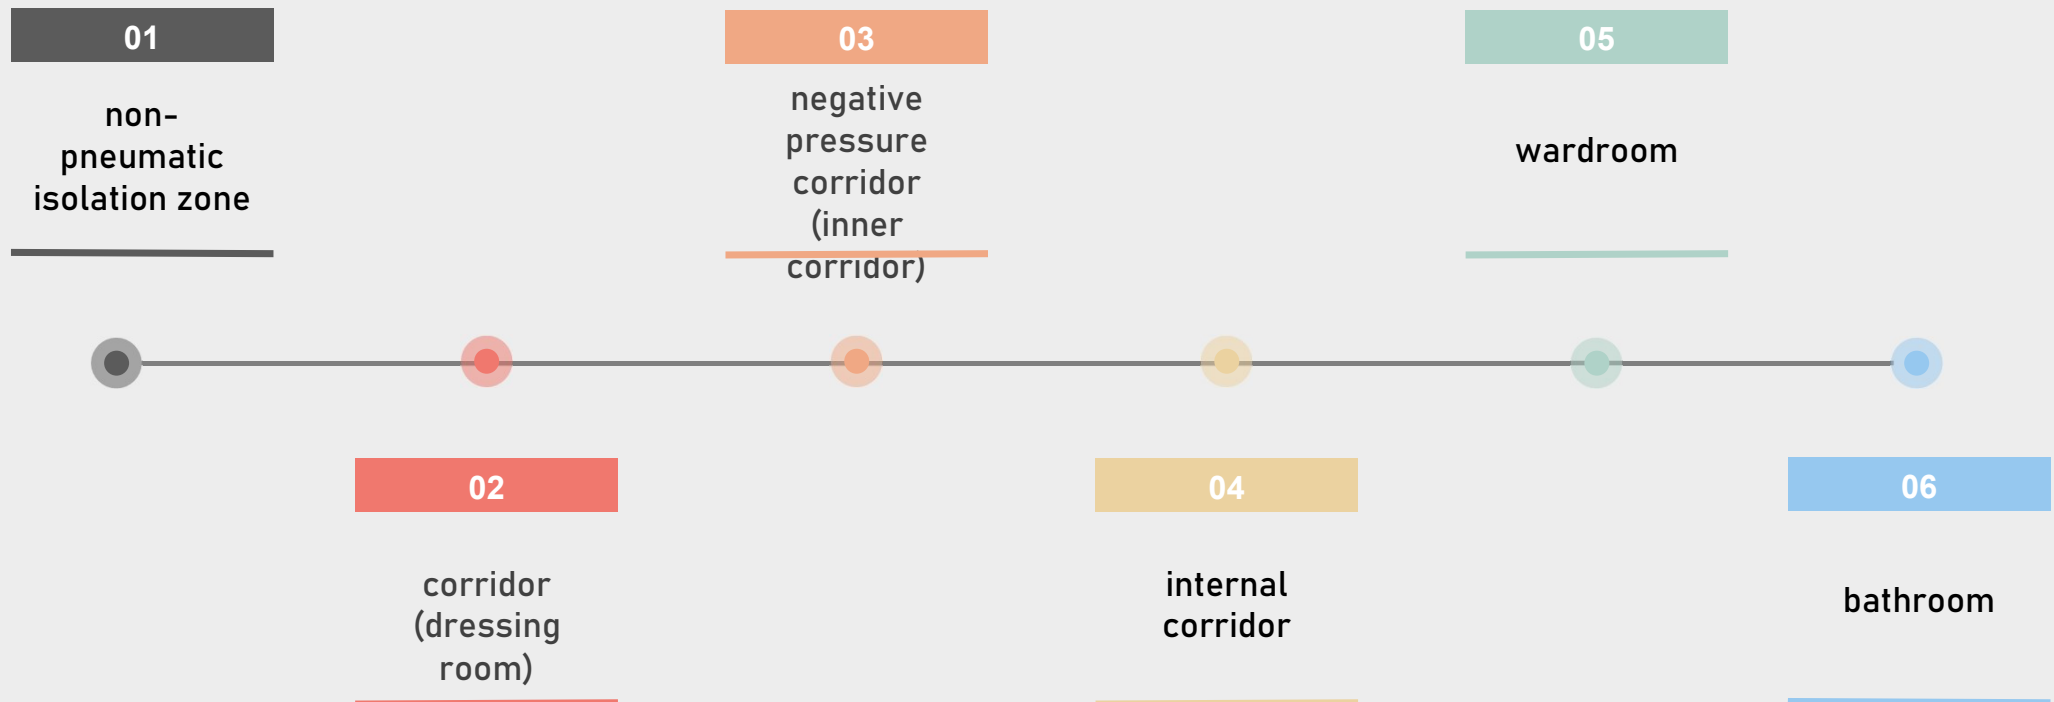 01
non-
pneumatic
isolation zone
02
corridor
(dressing
room)
03
negative
pressure
corridor
(inner
corridor)
04
internal
corridor
05
wardroom
06
bathroom